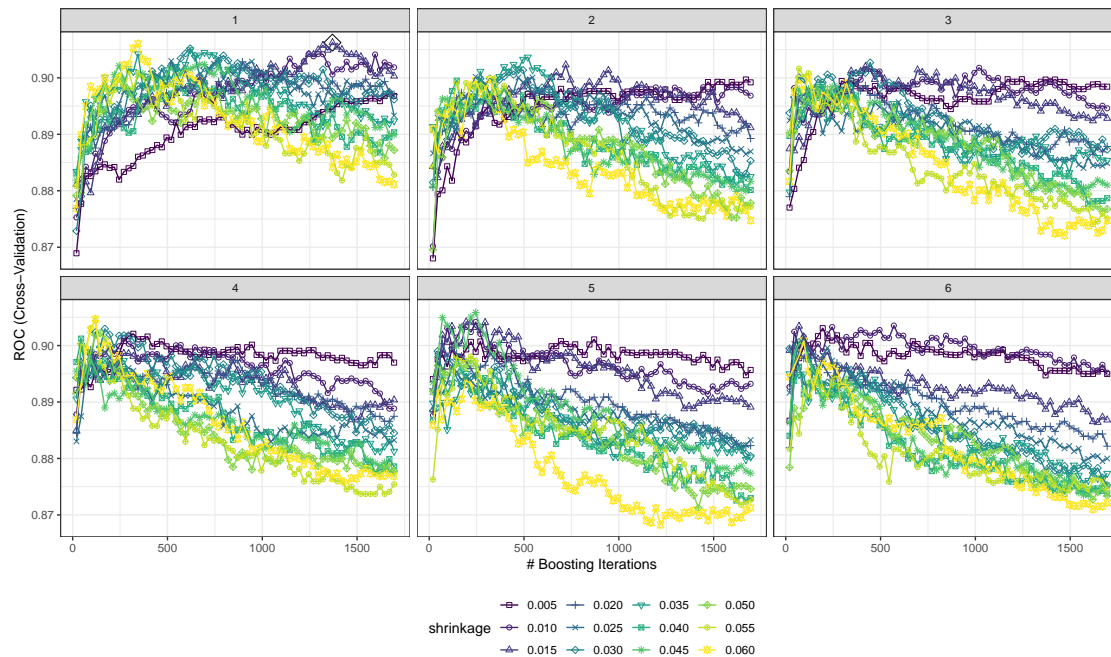 1 2 3
0.90
0.89
0.88
0.87
4 5 6
0.90
0.89
0.88
0.87
ROC (Cross−Validation)
0 500 1000 1500 0 500 1000 1500 0 500 1000 1500
# Boosting Iterations
shrinkage
0.005 0.020 0.035 0.050
0.010 0.025 0.040 0.055
0.015 0.030 0.045 0.060